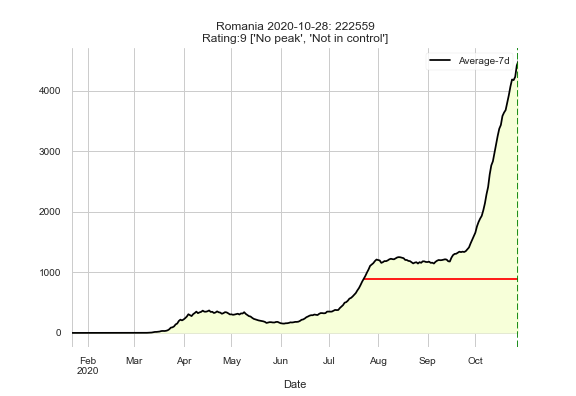 Romania 2020-10-28: 222559
Rating:9 ['No peak', 'Not in control']
Average-7d
4000
3000
2000
1000
0
Feb Mar Apr May Jun Jul Aug Sep Oct
2020
Date